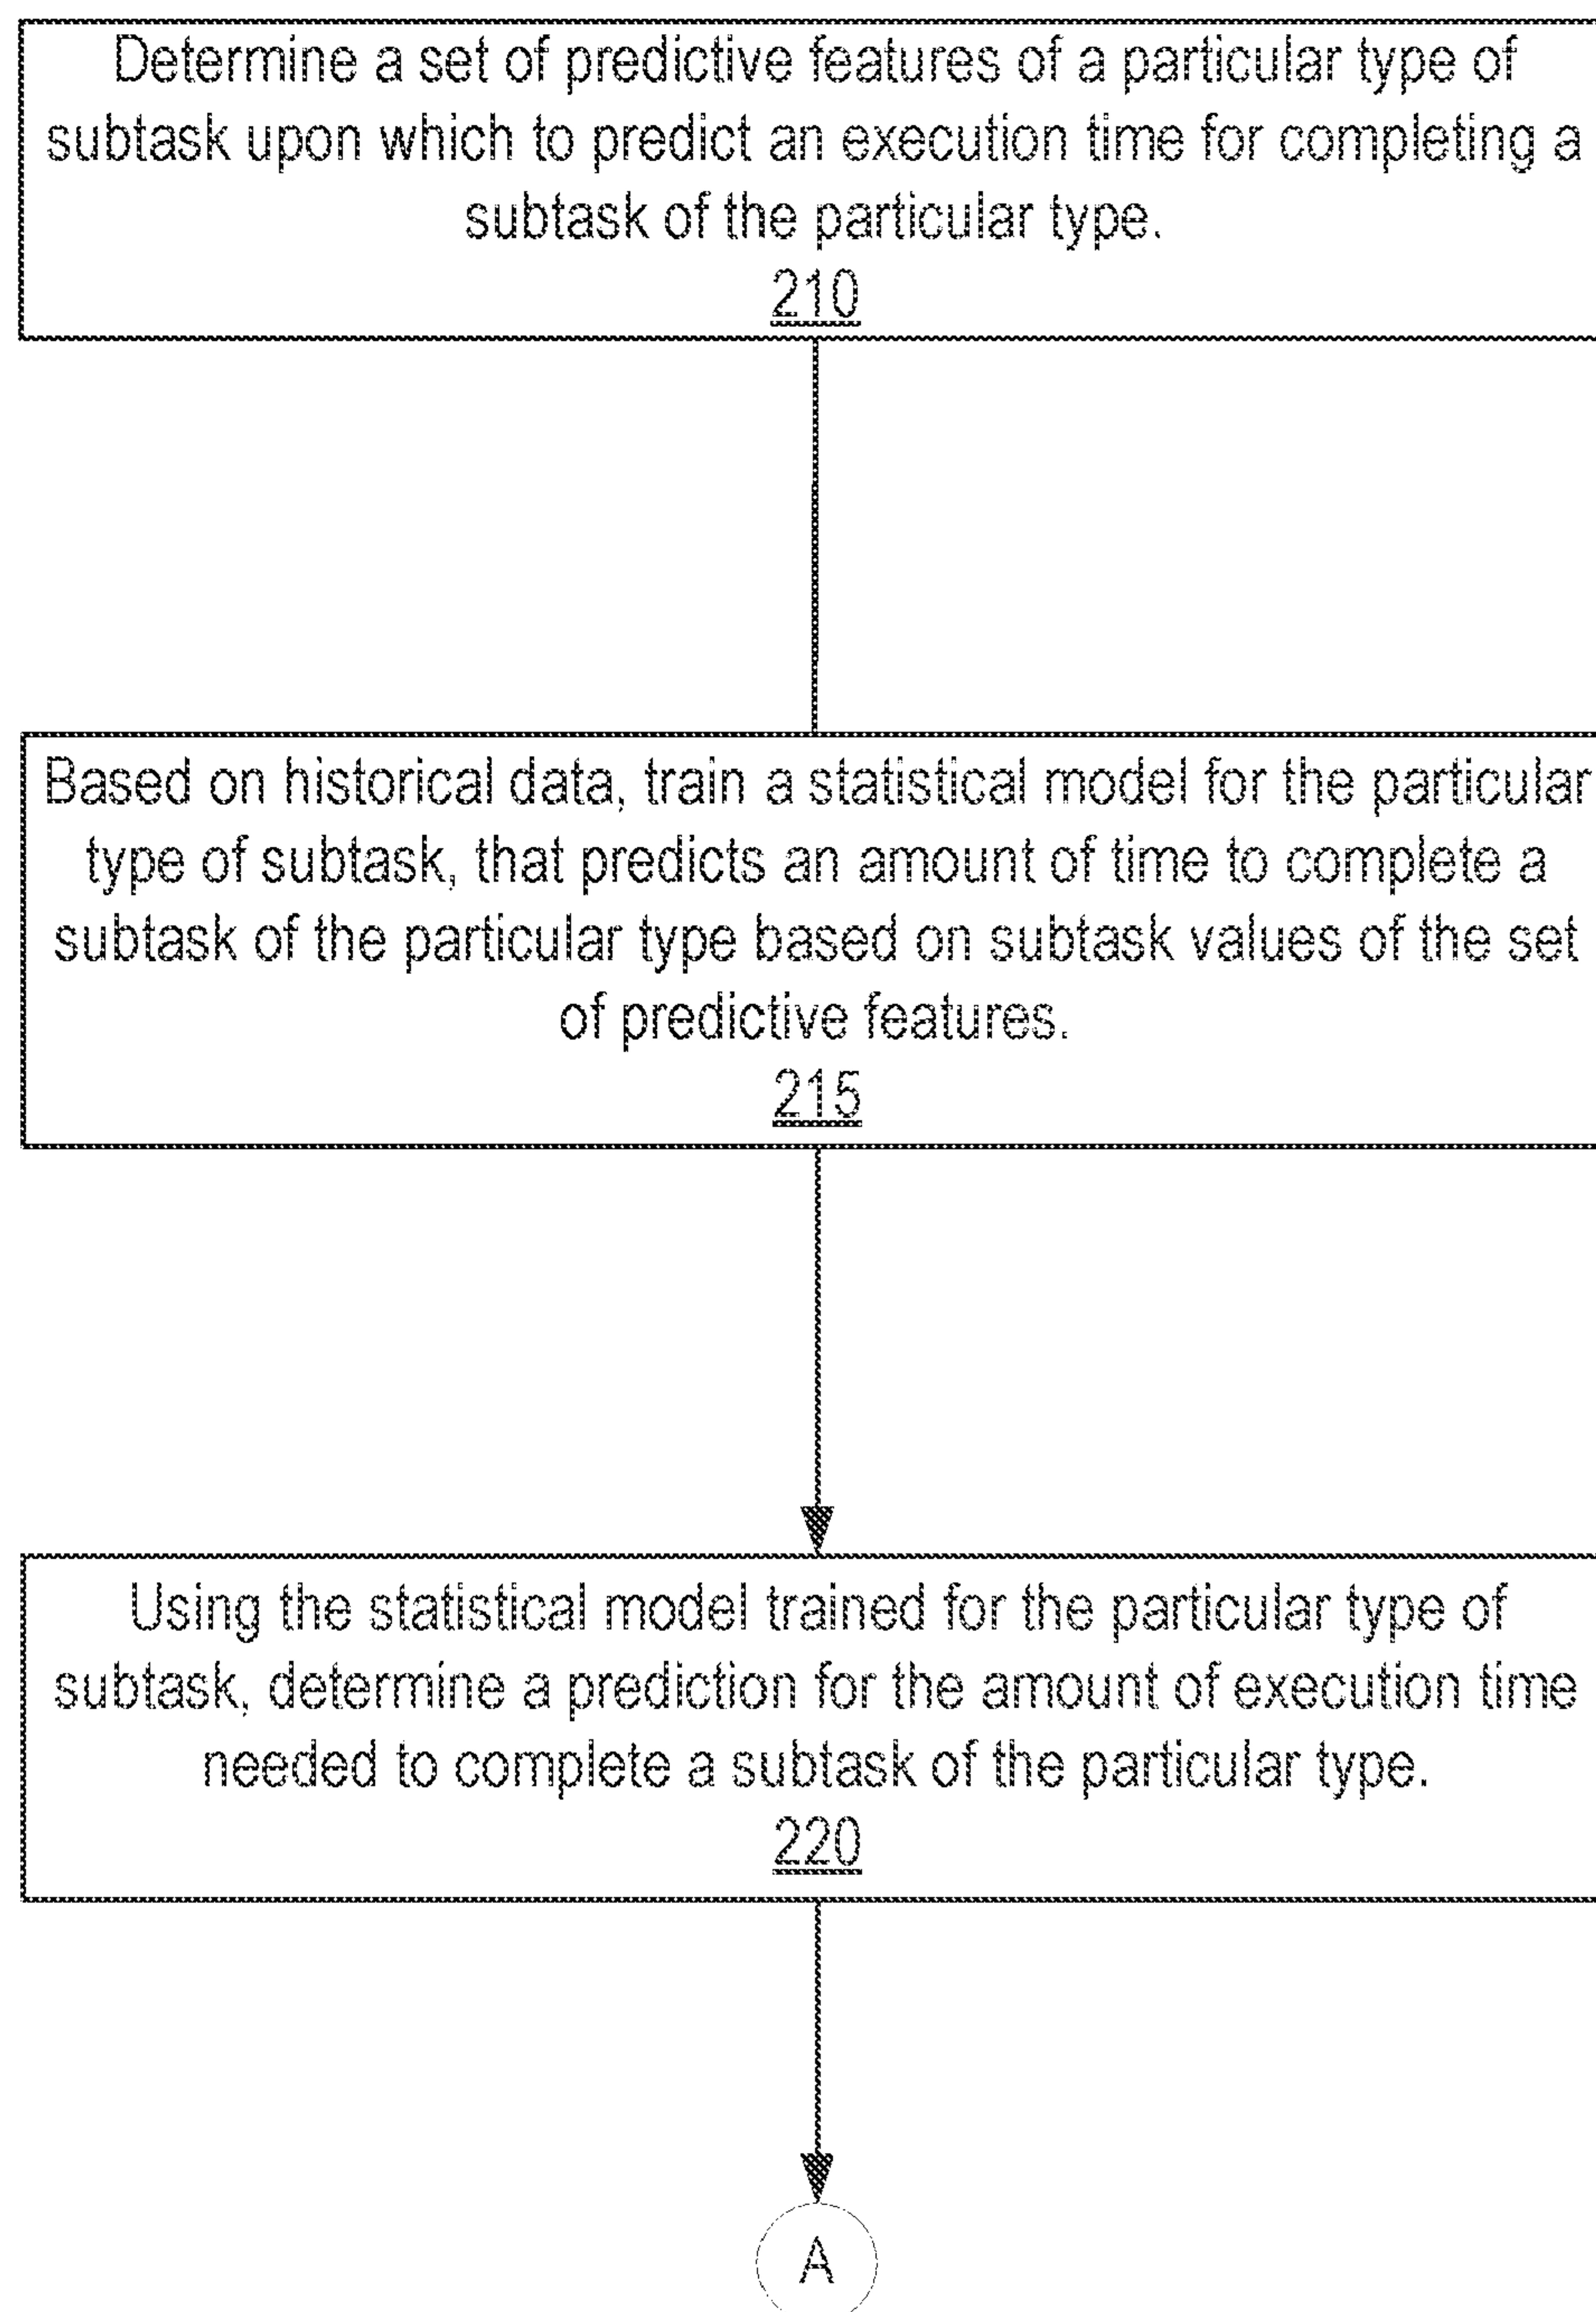 Determine a set of predictive features of a particular type of
subtask upon which to predict an execution time for completing a
subtask of the particular type.
210
Based on historical data, train a statistical model for the particular
type of subtask, that predicts an amount of time to complete a
subtask of the particular type based on subtask values of the set
of predictive features.
215
Using the statistical model trained for the particular type of
subtask, determine a prediction for the amount of execution time
needed to complete a subtask of the particular type.
220
A